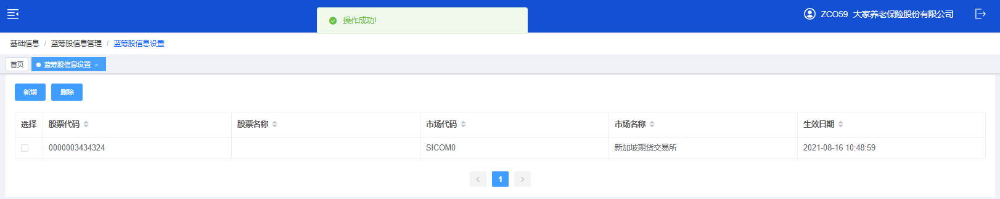 操作成功!
ZCO59 大家养老保险股份有限公司
基础信息 / 蓝筹股信息管理 / 蓝筹股信息设置
首页 蓝筹股信息设置 ×
新增 删除
选择 股票代码 股票名称 市场代码 市场名称 生效日期
0000003434324 SICOM0 新加坡期货交易所 2021-08-16 10:48:59
< 1 >